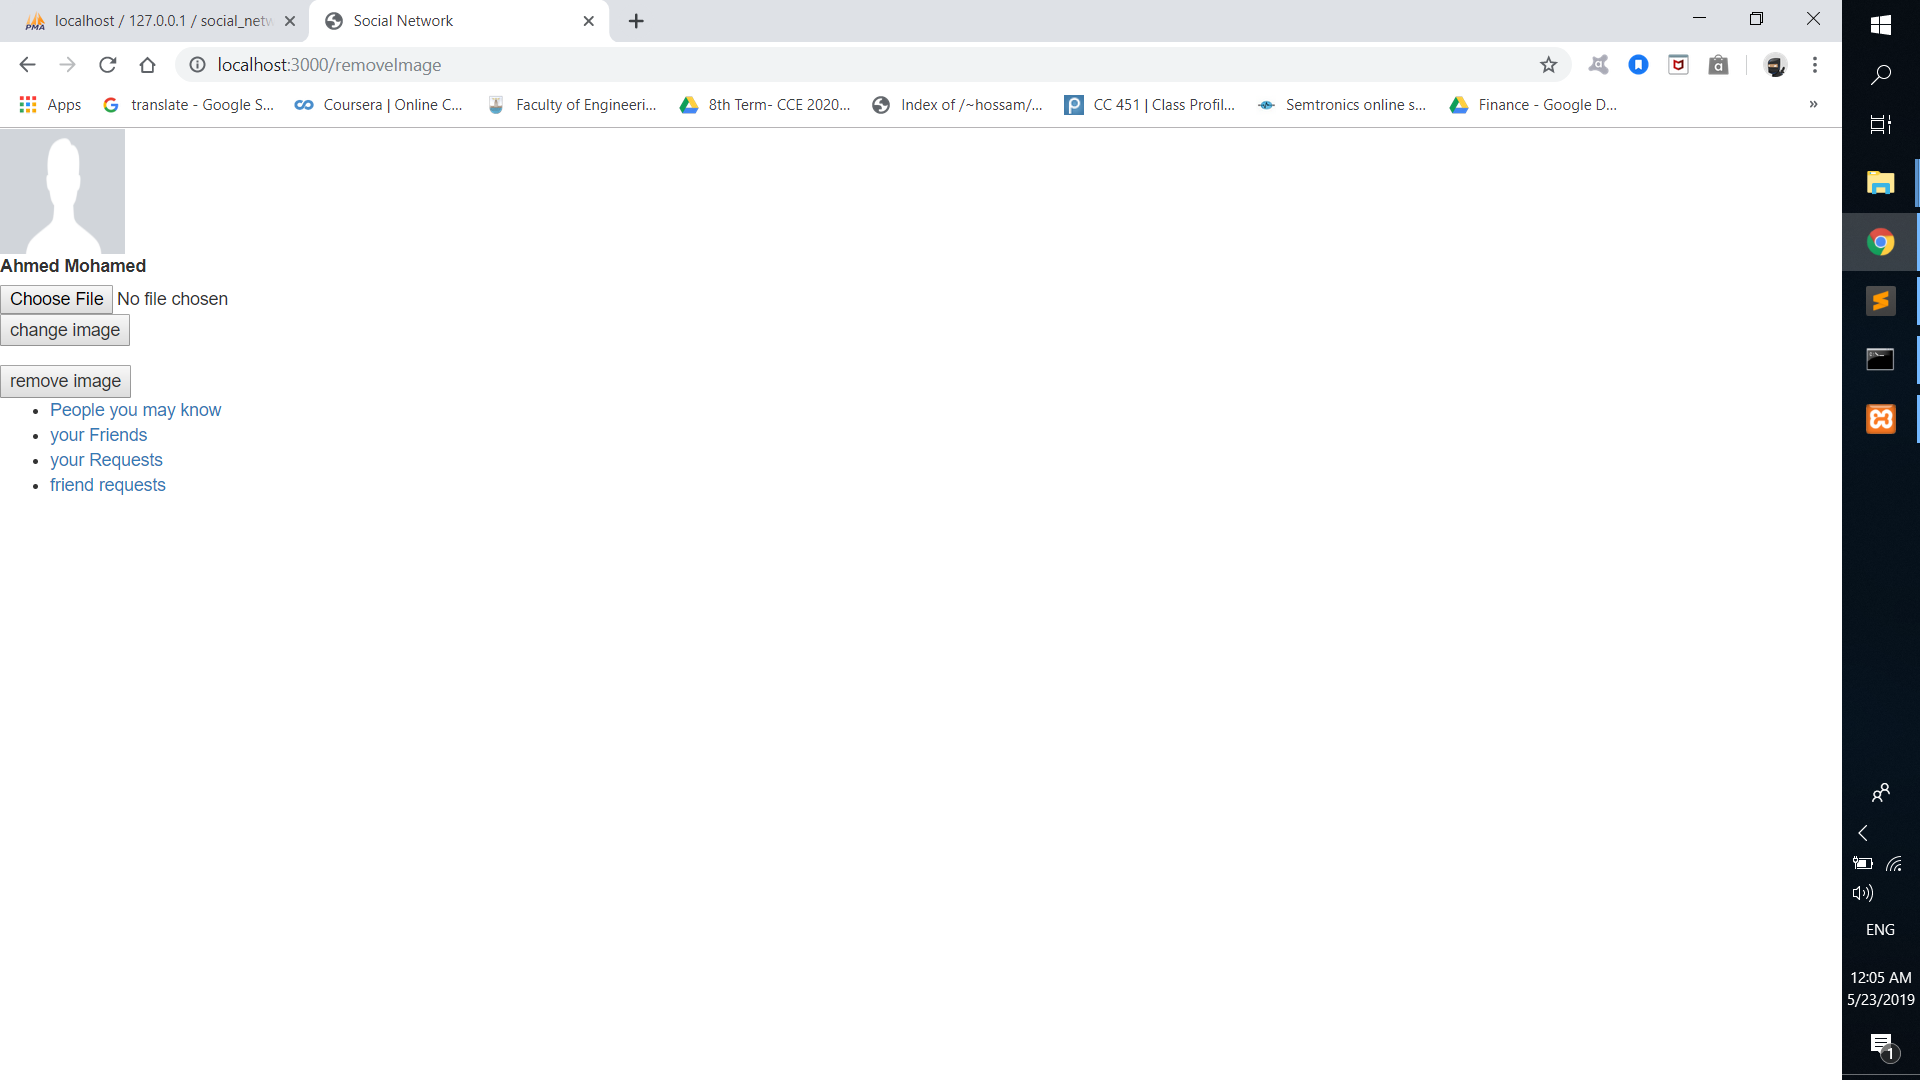 localhost / 127.0.0.1 / social_netw
Social Network
localhost:3000/removeImage
Apps
translate - Google S...
Coursera | Online C...
Faculty of Engineeri...
8th Term- CCE 2020...
Index of /~hossam/...
CC 451 | Class Profil...
Semtronics online s...
Finance - Google D...
»
Ahmed Mohamed
Choose File No file chosen
change image
remove image
People you may know
your Friends
your Requests
friend requests
ENG
12:05 AM
5/23/2019
1